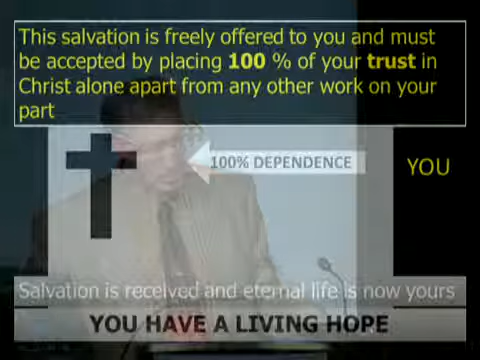 This salvation is freely offered to you and must
be accepted by placing 100 % of your trust in
Christ alone apart from any other work on your
part
100% DEPENDENCE
YOU
Salvation is received and eternal life is now yours
YOU HAVE A LIVING HOPE